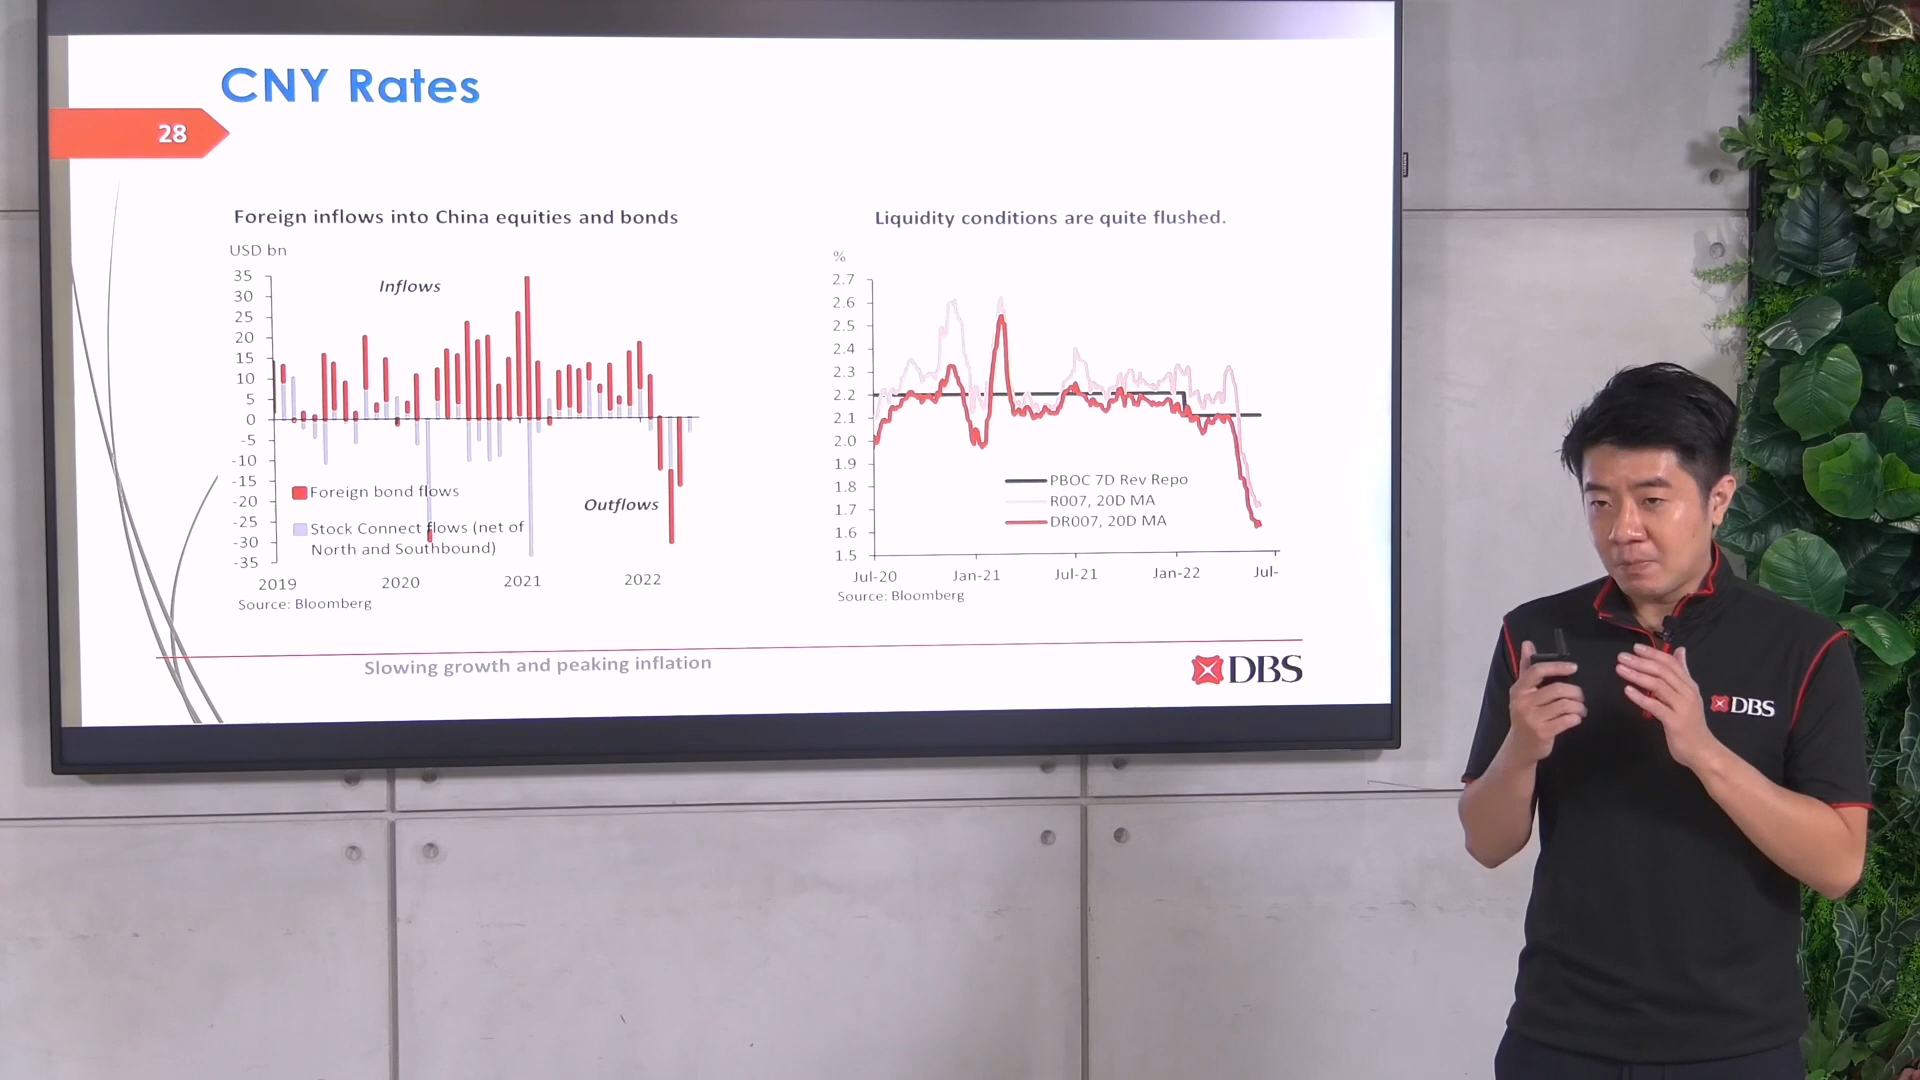 CNY Rates
28
Foreign inflows into China equities and bonds
USD bn
35
30
25
20
15
10
5
0
-5
-10
-15
-20
-25
-30
-35
Inflows
Outflows
Foreign bond flows
Stock Connect flows (net of
North and Southbound)
2019
2020
2021
2022
Source: Bloomberg
Liquidity conditions are quite flushed.
%
2.7
2.6
2.5
2.4
2.3
2.2
2.1
2.0
1.9
1.8
1.7
1.6
1.5
PBOC 7D Rev Repo
R007, 20D MA
DR007, 20D MA
Jul-20
Jan-21
Jul-21
Jan-22
Jul-
Source: Bloomberg
Slowing growth and peaking inflation
DBS
DBS